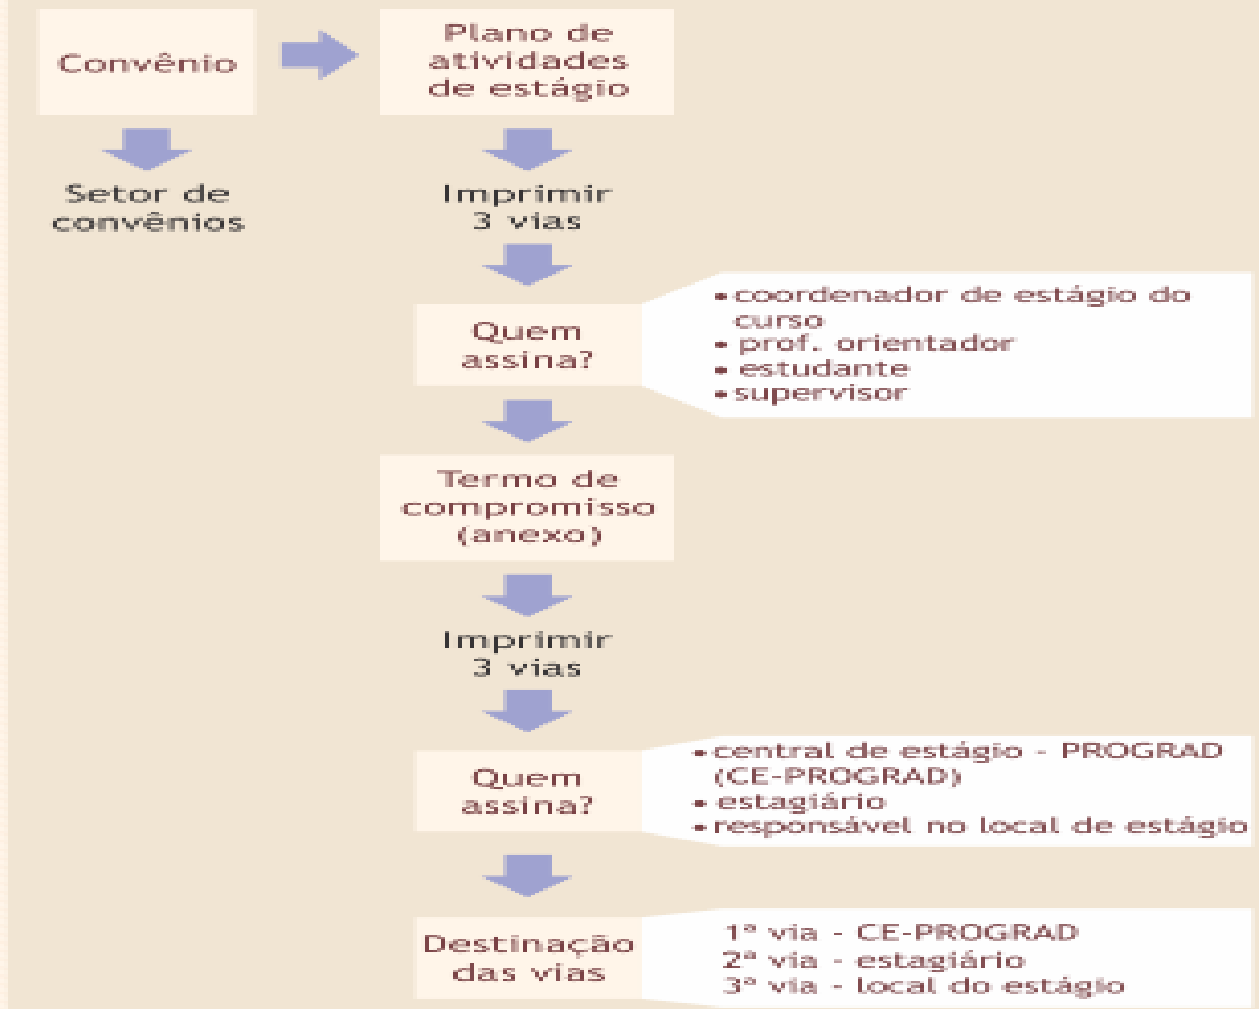 Convênio
Plano de
atividades
de estágio
Setor de
convênios
Imprimir
3 vias
Quem
assina?
•coordenador de estágio do
curso
• prof. orientador
• estudante
•supervisor
Termo de
compromisso
(anexo)
Imprimir
3 vias
Quem
assina?
•central de estágio - PROGRAD
(CE-PROGRAD)
• estagiário
•responsável no local de estágio
Destinação
das vias
1ª via - CE-PROGRAD
2ª via - estagiário
3ª via - local do estágio